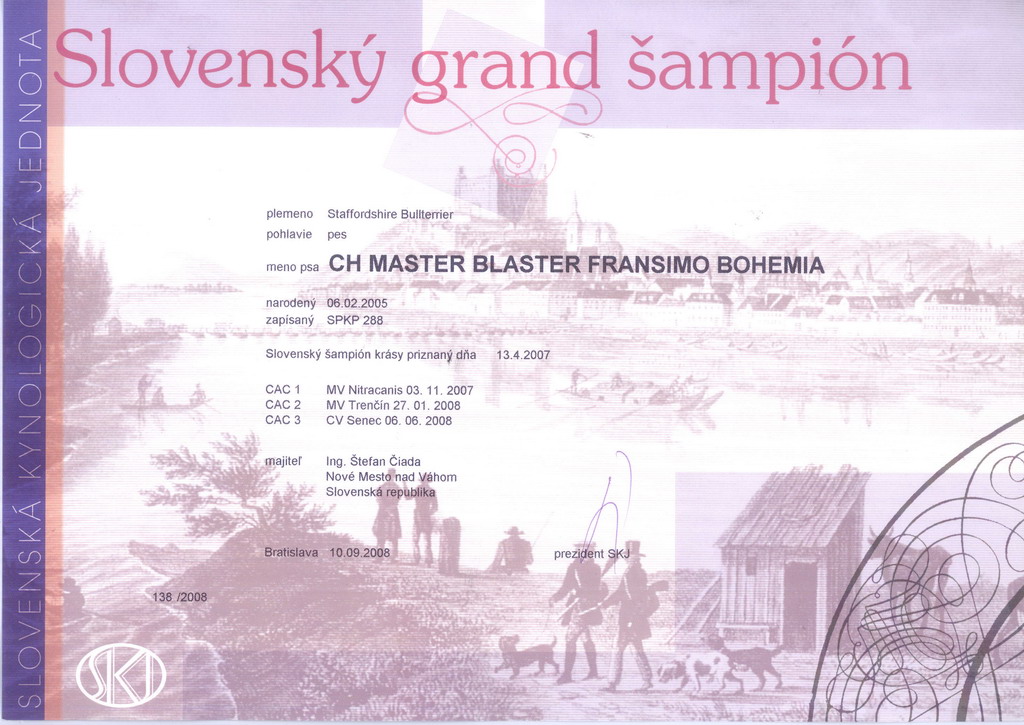 Slovenský grand šampión
SLOVENSKÁ KYNOLOGICKÁ JEDNOTA
plemeno Staffordshire Bullterrier
pohlavie pes
meno psa CH MASTER BLASTER FRANSIMO BOHEMIA
narodený 06.02.2005
zapísaný SPKP 288
Slovenský šampión krásy priznaný dňa 13.4.2007
CAC 1 MV Nitracanis 03. 11. 2007
CAC 2 MV Trenčín 27. 01. 2008
CAC 3 CV Senec 06. 06. 2008
majiteľ Ing. Štefan Čiada
Nové Mesto nad Váhom
Slovenská republika
Bratislava 10.09.2008 prezident SKJ
138 /2008
SKJ